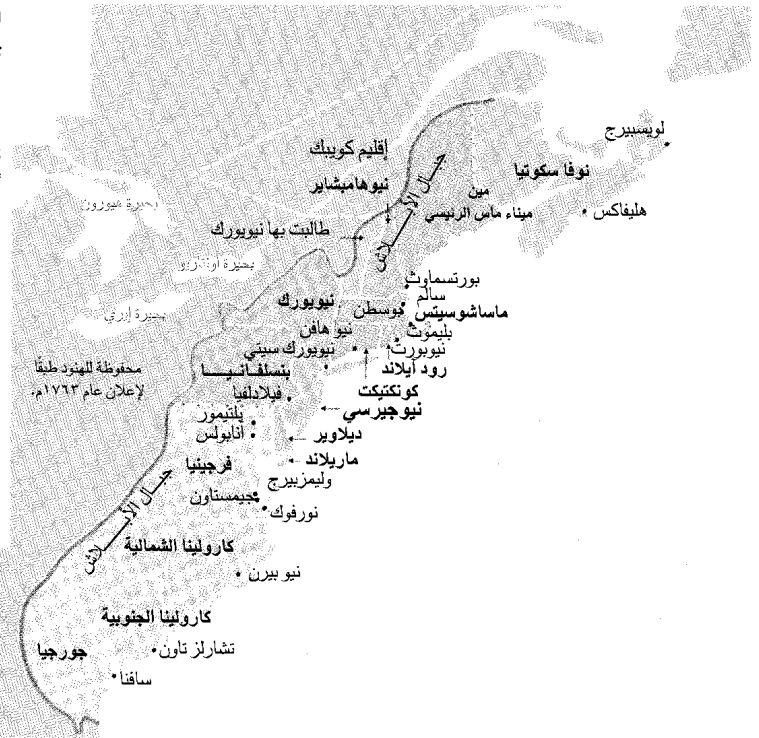 لويسبيرج
إقليم كويبك
نوفا سكوتيا
نيوهامبشاير
جبال الأبـــــلاش
مين
ميناء ماس الرئيسي
هليفاكس
بحيرة هيورون
طالبت بها نيويورك
بحيرة أونتاريو
بورتسماوث
سالم
نيويورك
بوسطن
ماساشوسيتس
بحيرة إيري
نيو هافن
بليموث
نيويورك سيتي
نيوبورت
محفوظة للهنود طبقًا
لإعلان عام ١٧٦٣م.
بنسلفـانـيـــا
رود آيلاند
كونكتيكت
فيلادلفيا
نيوجيرسي
بلتيمور
أنابولس
ديلاوير
ماريلاند
فرجينيا
وليمزبيرج
جيمستاون
نورفوك
جبال الأبـــــلاش
كارولينا الشمالية
نيو بيرن
كارولينا الجنوبية
جورجيا
تشارلز تاون
سافنا